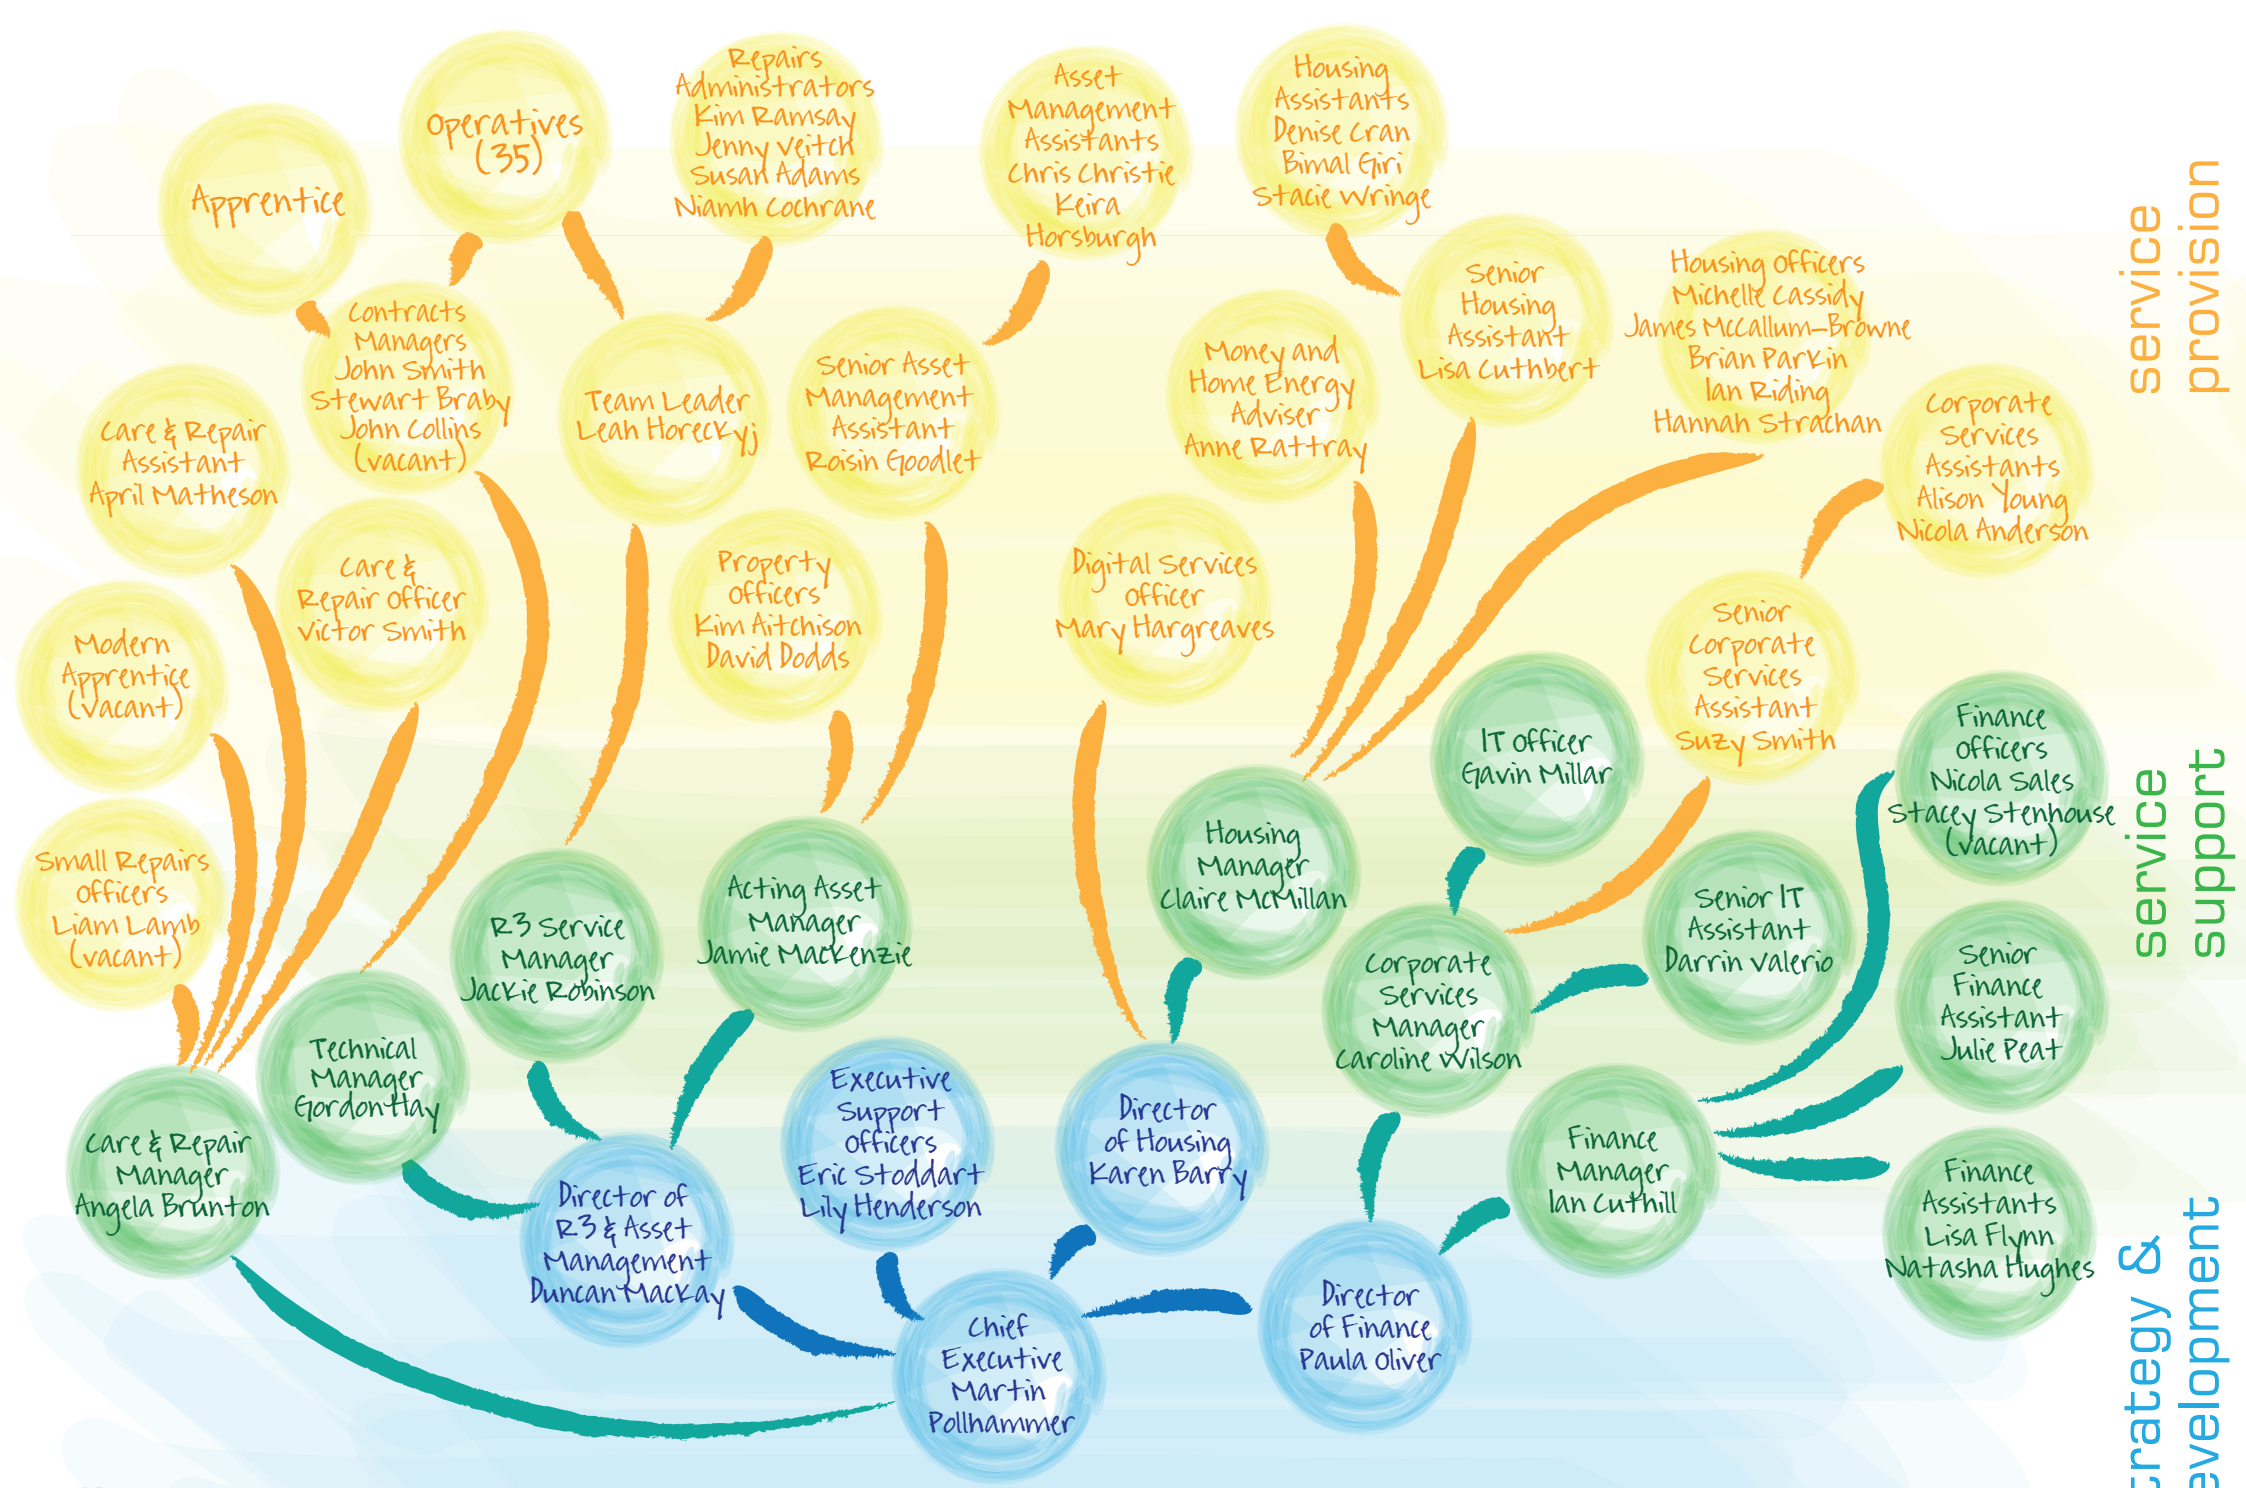 Apprentice
Operatives
(35)
Repairs
Administrators
Kim Ramsay
Jenny Veitch
Susan Adams
Niamh Cochrane
Asset
Management
Assistants
Chris Christie
Keira
Horsburgh
Housing
Assistants
Denise Cran
Bimal Giri
Stacie Wringe
Senior
Housing
Assistant
Lisa Cuthbert
Housing Officers
Michelle Cassidy
James McCallum-Browne
Brian Parkin
Ian Riding
Hannah Strachan
Corporate
Services
Assistants
Alison Young
Nicola Anderson
service
provision
Care & Repair
Assistant
April Matheson
Contracts
Managers
John Smith
Stewart Braby
John Collins
(vacant)
Team Leader
Leah Horeckyj
Senior Asset
Management
Assistant
Roisin Goodlet
Money and
Home Energy
Adviser
Anne Rattray
Modern
Apprentice
(vacant)
Care &
Repair Officer
Victor Smith
Property
Officers
Kim Aitchison
David Dodds
Digital Services
Officer
Mary Hargreaves
Senior
Corporate
Services
Assistant
Suzy Smith
Small Repairs
Officers
Liam Lamb
(vacant)
R3 Service
Manager
Jackie Robinson
Acting Asset
Manager
Jamie Mackenzie
Housing
Manager
Claire McMillan
IT Officer
Gavin Millar
Finance
Officers
Nicola Sales
Stacey Stenhouse
(vacant)
service
support
Corporate
Services
Manager
Caroline Wilson
Senior IT
Assistant
Darrin Valerio
Senior
Finance
Assistant
Julie Peat
Care & Repair
Manager
Angela Brunton
Technical
Manager
Gordon Hay
Director of
R3 & Asset
Management
Duncan Mackay
Executive
Support
Officers
Eric Stoddart
Lily Henderson
Director
of Housing
Karen Barry
Finance
Manager
Ian Cuthill
Finance
Assistants
Lisa Flynn
Natasha Hughes
Chief
Executive
Martin
Pollhammer
Director
of Finance
Paula Oliver
trategy &
evelopment